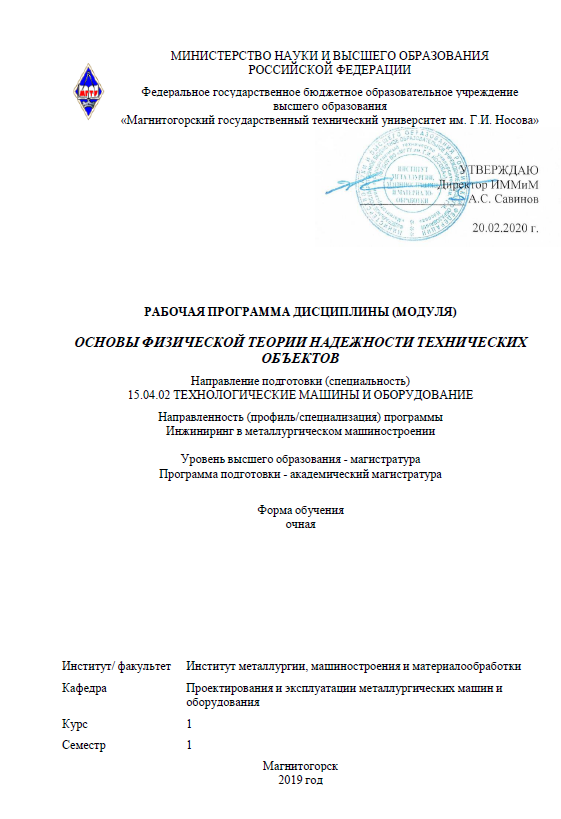 МИНИСТЕРСТВО НАУКИ И ВЫСШЕГО ОБРАЗОВАНИЯ
РОССИЙСКОЙ ФЕДЕРАЦИИ
Федеральное государственное бюджетное образовательное учреждение
высшего образования
«Магнитогорский государственный технический университет им. Г.И. Носова»
МГТУ
УТВЕРЖДАЮ
Директор ИММиМ
А.С. Савинов
20.02.2020 г.
РАБОЧАЯ ПРОГРАММА ДИСЦИПЛИНЫ (МОДУЛЯ)
ОСНОВЫ ФИЗИЧЕСКОЙ ТЕОРИИ НАДЕЖНОСТИ ТЕХНИЧЕСКИХ
ОБЪЕКТОВ
Направление подготовки (специальность)
15.04.02 ТЕХНОЛОГИЧЕСКИЕ МАШИНЫ И ОБОРУДОВАНИЕ
Направленность (профиль/специализация) программы
Инжиниринг в металлургическом машиностроении
Уровень высшего образования - магистратура
Программа подготовки - академический магистратура
Форма обучения
очная
Институт/ факультет Институт металлургии, машиностроения и материалообработки
Кафедра Проектирования и эксплуатации металлургических машин и
оборудования
Курс 1
Семестр 1
Магнитогорск
2019 год